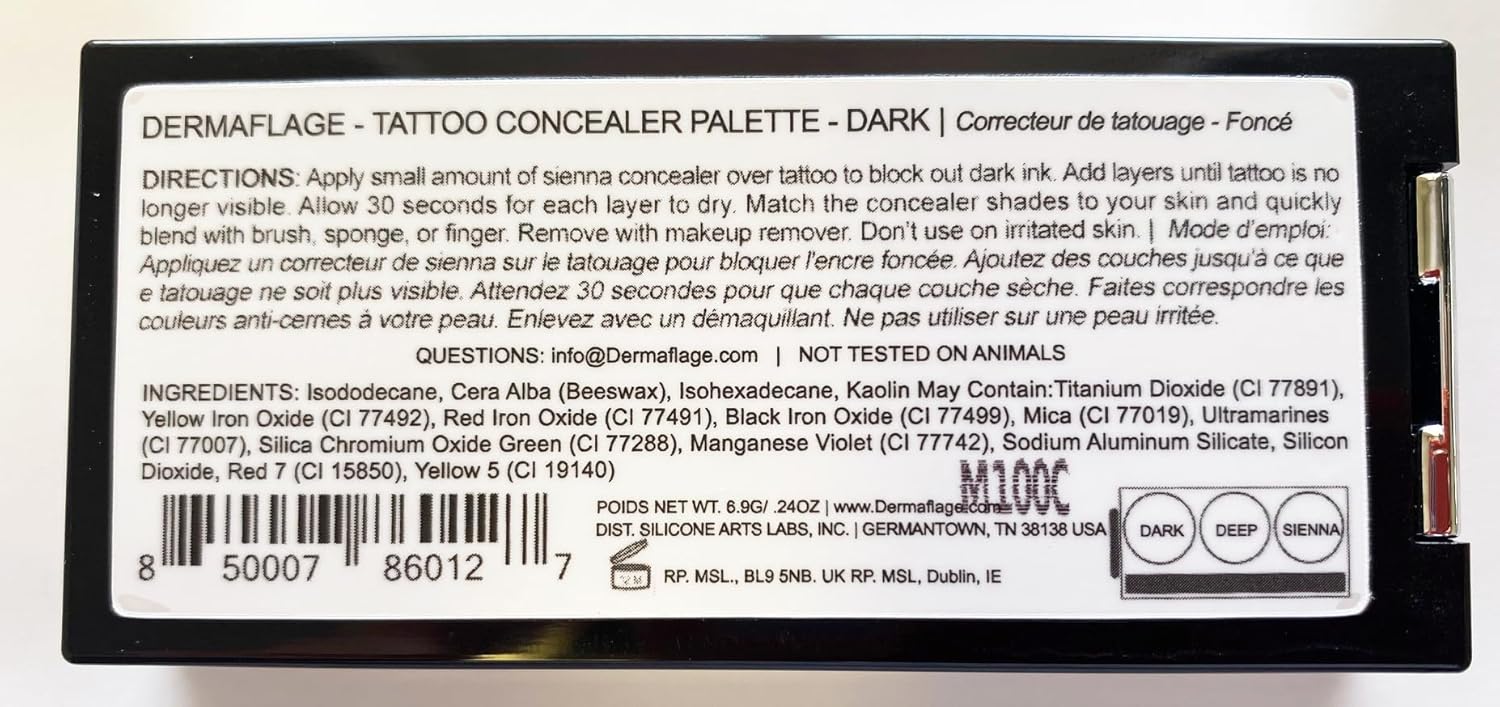 DERMAFLAGE - TATTOO CONCEALER PALETTE - DARK | Correcteur de tatouage - Foncé
DIRECTIONS: Apply small amount of sienna concealer over tattoo to block out dark ink. Add layers until tattoo is no
longer visible. Allow 30 seconds for each layer to dry. Match the concealer shades to your skin and quickly
blend with brush, sponge, or finger. Remove with makeup remover. Don't use on irritated skin. | Mode d'emploi:
Appliquez un correcteur de sienna sur le tatouage pour bloquer l'encre foncée. Ajoutez des couches jusqu'à ce que
e tatouage ne soit plus visible. Attendez 30 secondes pour que chaque couche sèche. Faites correspondre les
couleurs anti-cernes à votre peau. Enlevez avec un démaquillant. Ne pas utiliser sur une peau irritée.
QUESTIONS: info@Dermaflage.com | NOT TESTED ON ANIMALS
INGREDIENTS: Isododecane, Cera Alba (Beeswax), Isohexadecane, Kaolin May Contain:Titanium Dioxide (CI 77891),
Yellow Iron Oxide (CI 77492), Red Iron Oxide (CI 77491), Black Iron Oxide (CI 77499), Mica (CI 77019), Ultramarines
(CI 77007), Silica Chromium Oxide Green (CI 77288), Manganese Violet (CI 77742), Sodium Aluminum Silicate, Silicon
Dioxide, Red 7 (CI 15850), Yellow 5 (CI 19140)
M100C
POIDS NET WT. 6.9G/ .24OZ | www.Dermaflage.com
DIST. SILICONE ARTS LABS, INC. | GERMANTOWN, TN 38138 USA
12 M
RP. MSL., BL9 5NB. UK RP. MSL, Dublin, IE
8 50007 86012 7
DARK DEEP SIENNA